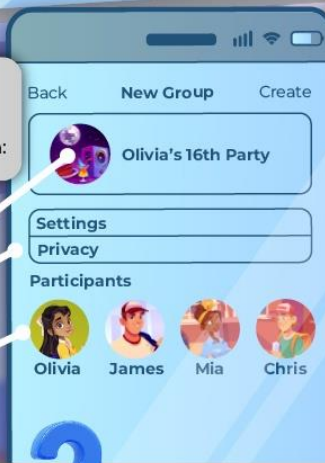 Back New Group Create
Olivia's 16th Party
Settings
Privacy
Participants
Olivia James Mia Chris